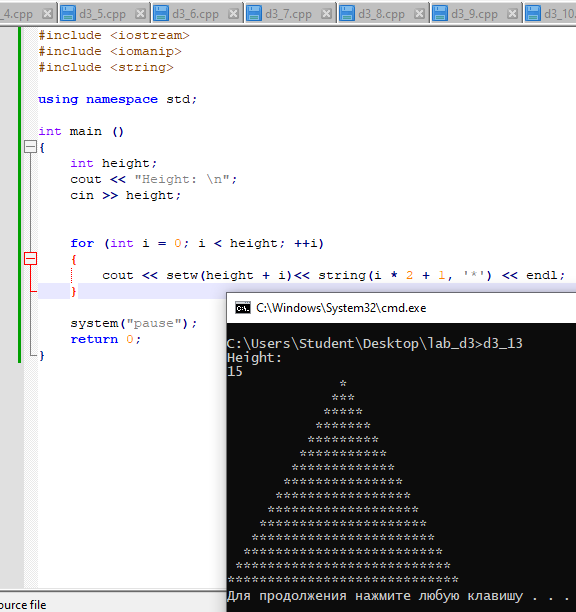 _4.cpp d3_5.cpp d3_6.cpp d3_7.cpp d3_8.cpp d3_9.cpp d3_10.
#include <iostream>
#include <iomanip>
#include <string>
using namespace std;
int main ()
{
int height;
cout << "Height: \n";
cin >> height;
for (int i = 0; i < height; ++i)
{
cout << setw(height + i)<< string(i * 2 + 1, '*') << endl;
}
system("pause");
return 0;
}
ource file
C:\Windows\System32\cmd.exe
C:\Users\Student\Desktop\lab_d3>d3_13
Height:
15
*
***
*****
*******
*********
***********
*************
***************
*****************
*******************
*********************
***********************
*************************
***************************
*****************************
Для продолжения нажмите любую клавишу . . .